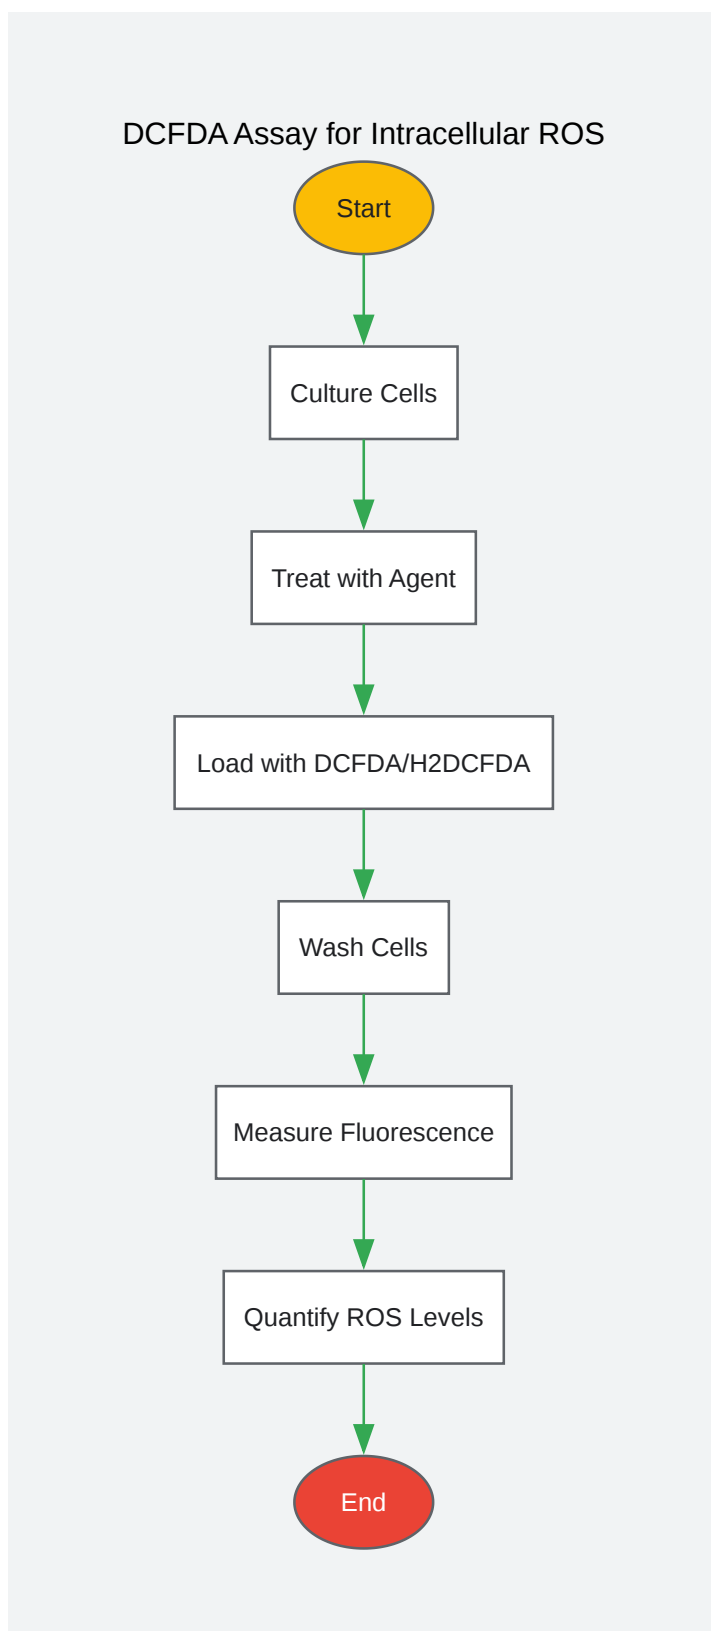 DCFDA Assay for Intracellular ROS
Start
Culture Cells
Treat with Agent
Load with DCFDA/H2DCFDA
Wash Cells
Measure Fluorescence
Quantify ROS Levels
End